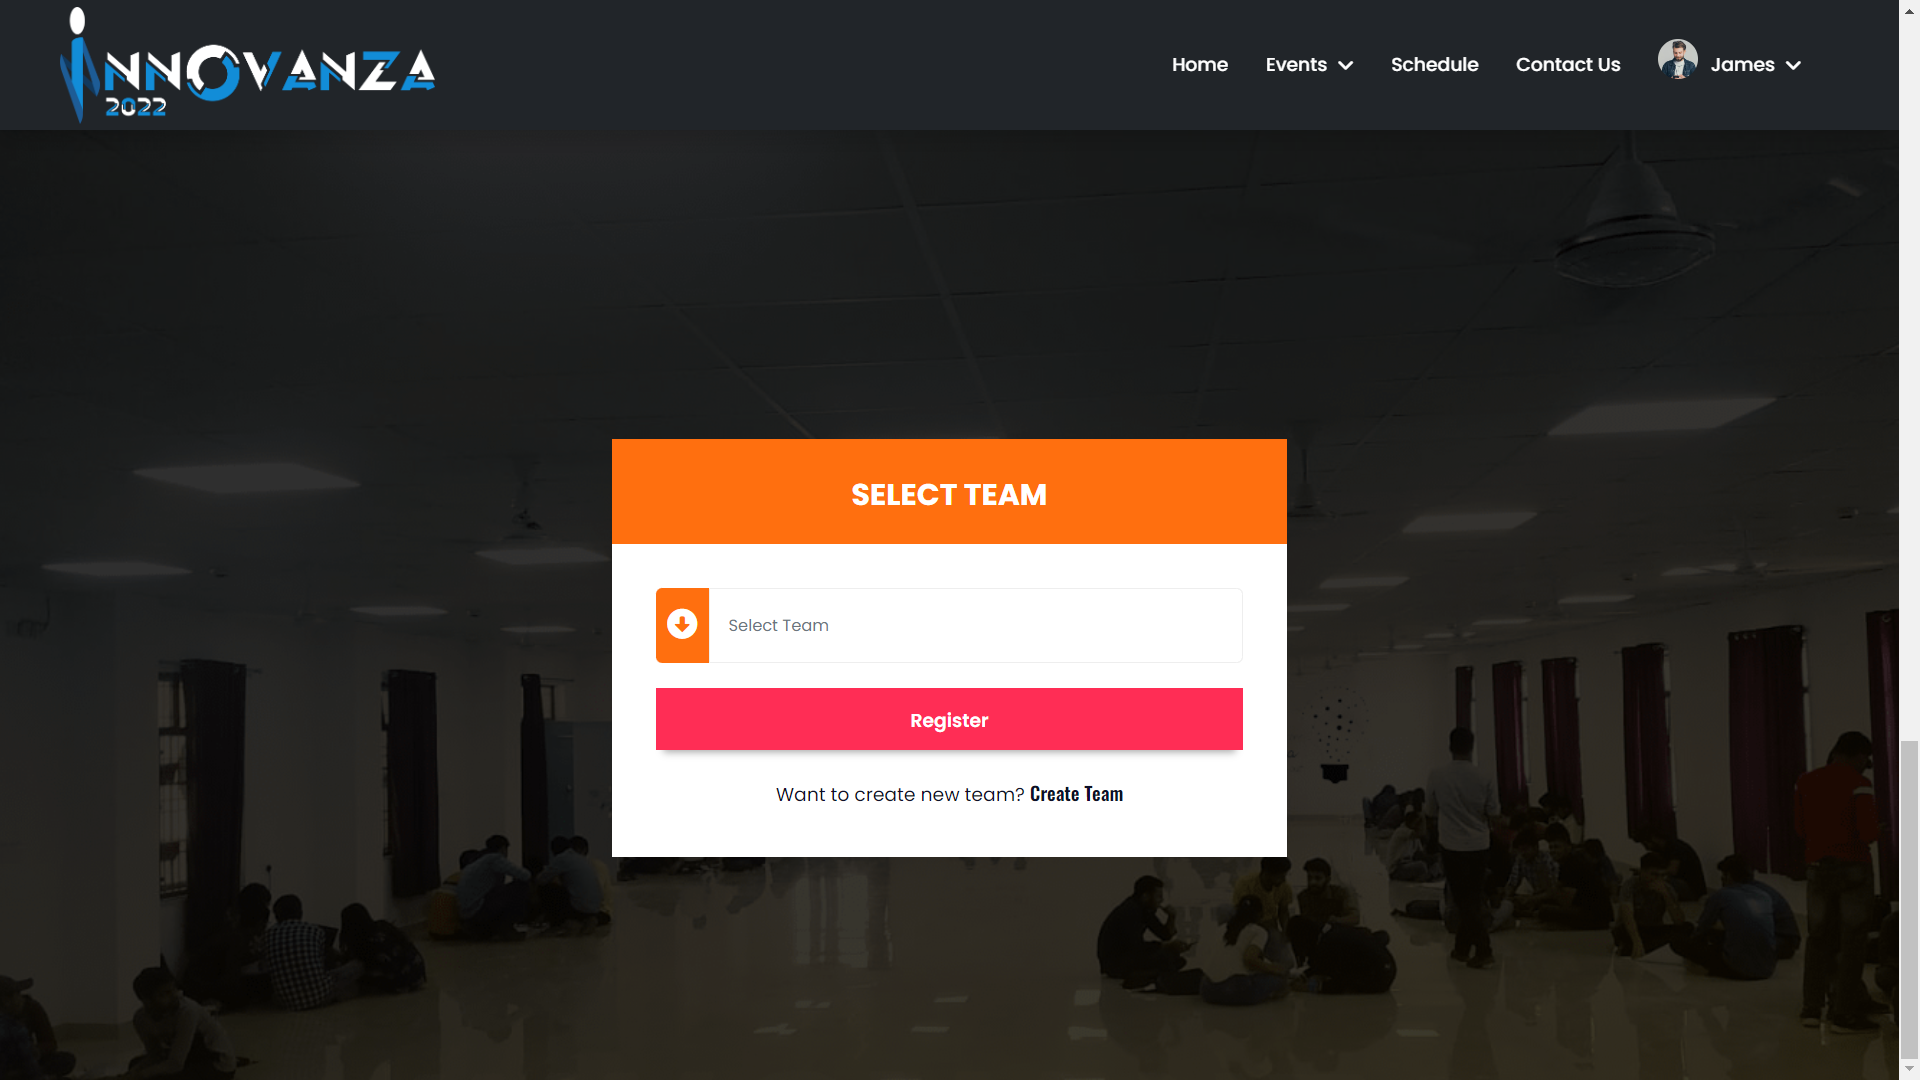 INNOVANZA
2022
Home Events Schedule Contact Us James
SELECT TEAM
Select Team
Register
Want to create new team? Create Team